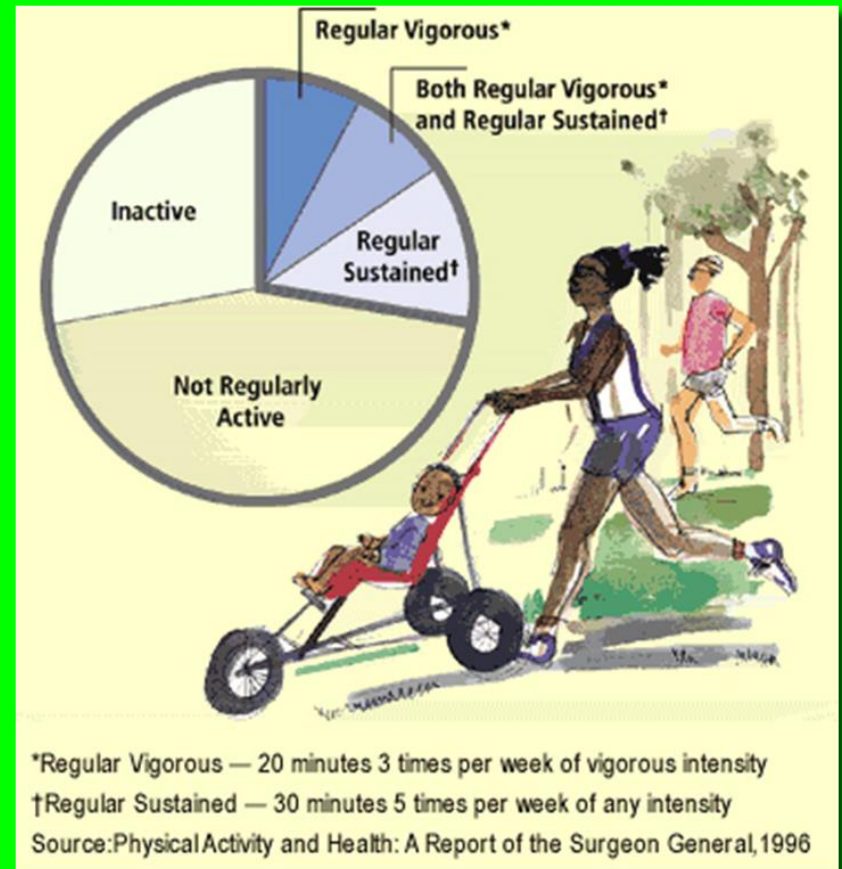 Regular Vigorous*
Both Regular Vigorous*
and Regular Sustained†
Inactive
Regular
Sustained†
Not Regularly
Active
*Regular Vigorous — 20 minutes 3 times per week of vigorous intensity
†Regular Sustained — 30 minutes 5 times per week of any intensity
Source:Physical Activity and Health: A Report of the Surgeon General,1996